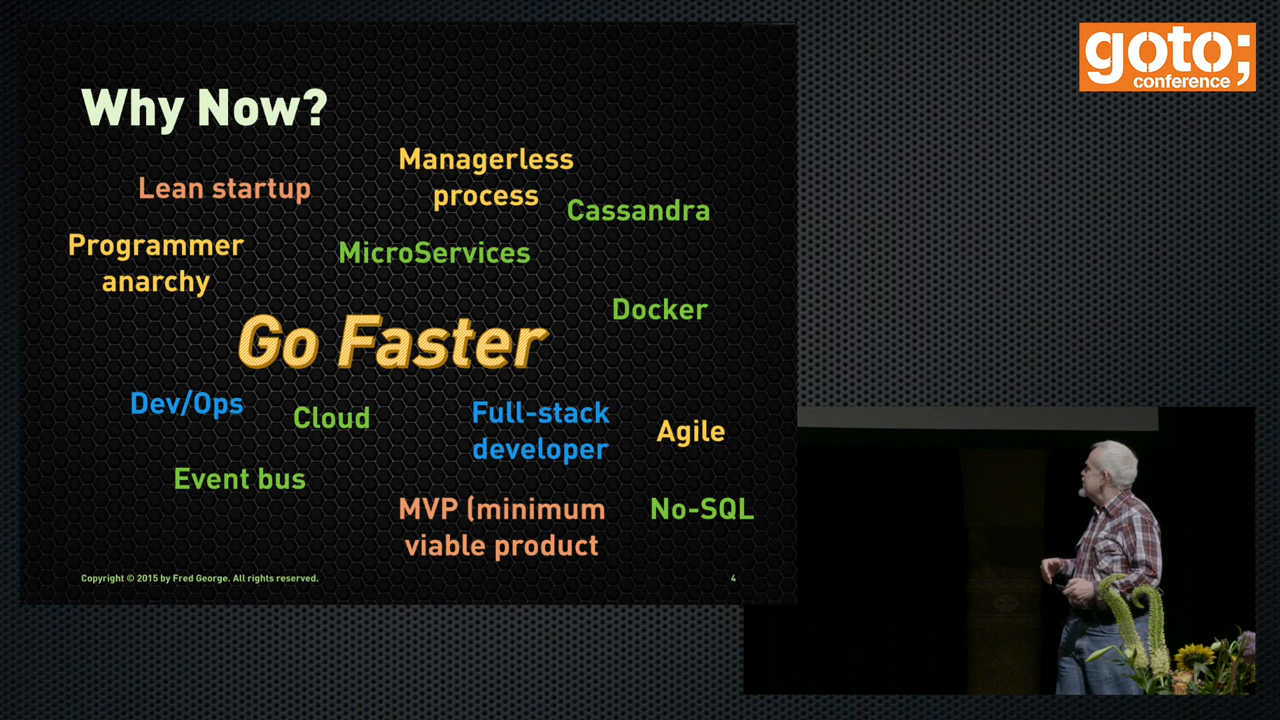 goto;
conference
Why Now?
Managerless
process
Lean startup
Cassandra
Programmer
anarchy
MicroServices
Docker
Go Faster
Dev/Ops
Cloud
Full-stack
developer
Agile
Event bus
MVP (minimum
viable product
No-SQL
Copyright © 2015 by Fred George. All rights reserved.
4